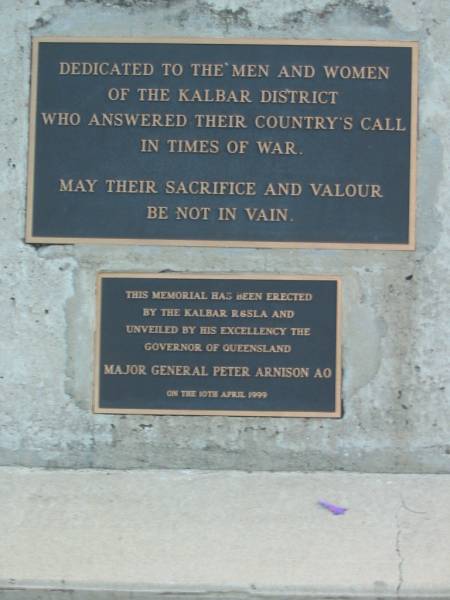 DEDICATED TO THE MEN AND WOMEN
OF THE KALBAR DISTRICT
WHO ANSWERED THEIR COUNTRY'S CALL
IN TIMES OF WAR.
MAY THEIR SACRIFICE AND VALOUR
BE NOT IN VAIN.
THIS MEMORIAL HAS BEEN ERECTED
BY THE KALBAR R&SLA AND
UNVEILED BY HIS EXCELLENCY THE
GOVERNOR OF QUEENSLAND
MAJOR GENERAL PETER ARNISON AO
ON THE 10TH APRIL 1999